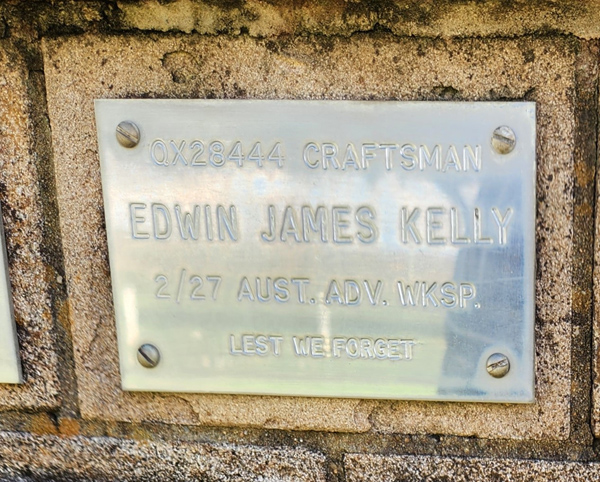 QX28444 CRAFTSMAN
EDWIN JAMES KELLY
2/27 AUST. ADV. WKSP.
LEST WE FORGET